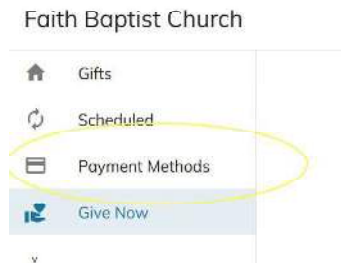 Faith Baptist Church
Gifts
Scheduled
Payment Methods
Give Now